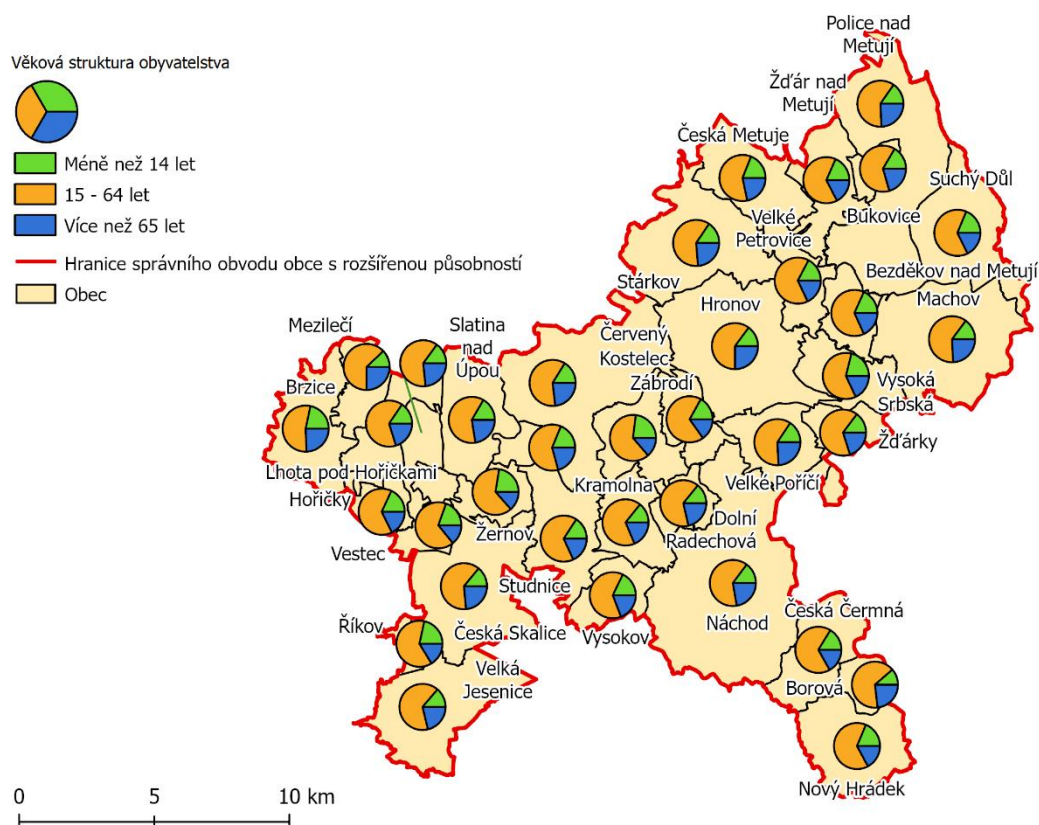 Věková struktura obyvatelstva
Méně než 14 let
15 - 64 let
Více než 65 let
Hranice správního obvodu obce s rozšířenou působností
Obec
Police nad
Metují
Žďár nad
Metují
Česká Metuje
Suchý Důl
Velké
Petrovice
Búkovice
Stárkov
Bezděkov nad Metují
Hronov
Machov
Mezilečí
Slatina
nad
Úpou
Červený
Kostelec
Brzice
Zábrodí
Vysoká
Srbská
Žďárky
Lhota pod Hoříčkami
Hořičky
Kramolna
Velké Poříčí
Žernov
Dolní
Radechová
Vestec
Studnice
Říkov
Česká Skalice
Vysokov
Náchod
Česká Čermná
Velká
Jesenice
Borová
Nový Hrádek
0
5
10 km